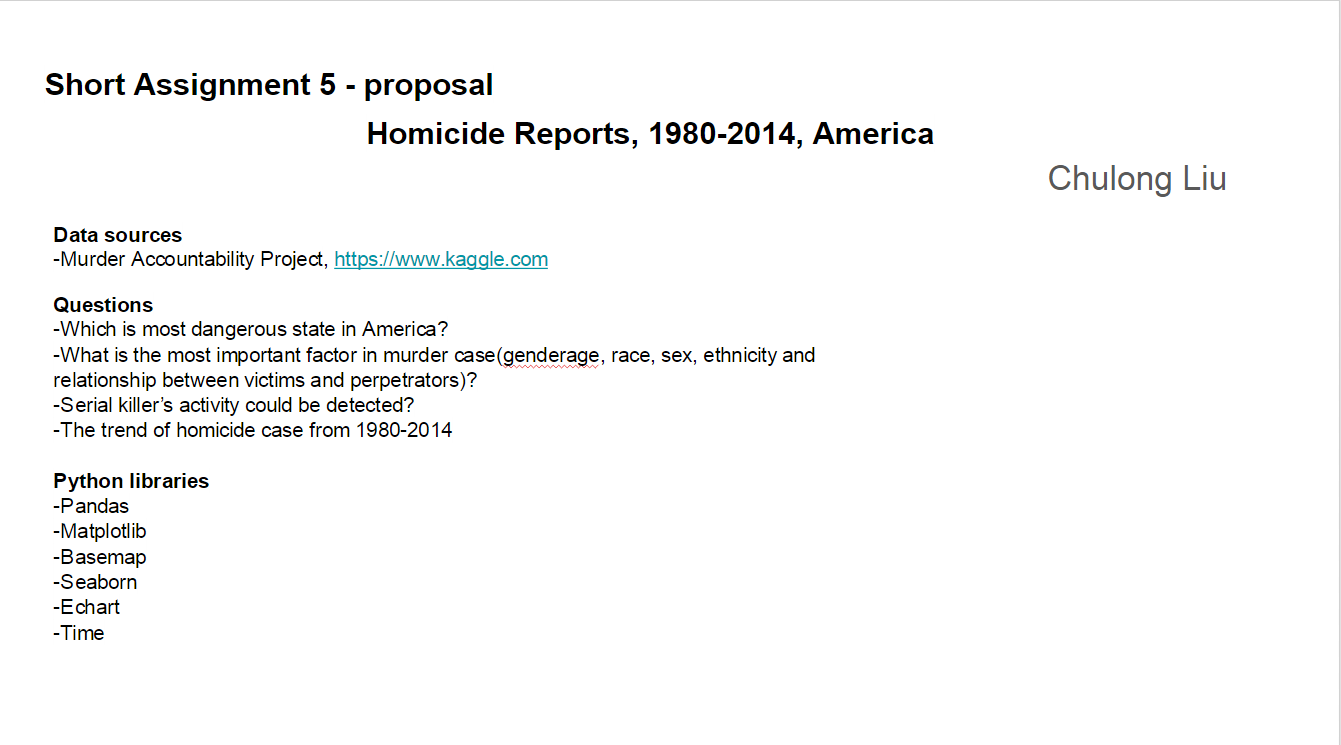 Short Assignment 5 - proposal
Homicide Reports, 1980-2014, America
Chulong Liu
Data sources
-Murder Accountability Project, https://www.kaggle.com
Questions
-Which is most dangerous state in America?
-What is the most important factor in murder case(genderage, race, sex, ethnicity and
relationship between victims and perpetrators)?
-Serial killer’s activity could be detected?
-The trend of homicide case from 1980-2014
Python libraries
-Pandas
-Matplotlib
-Basemap
-Seaborn
-Echart
-Time